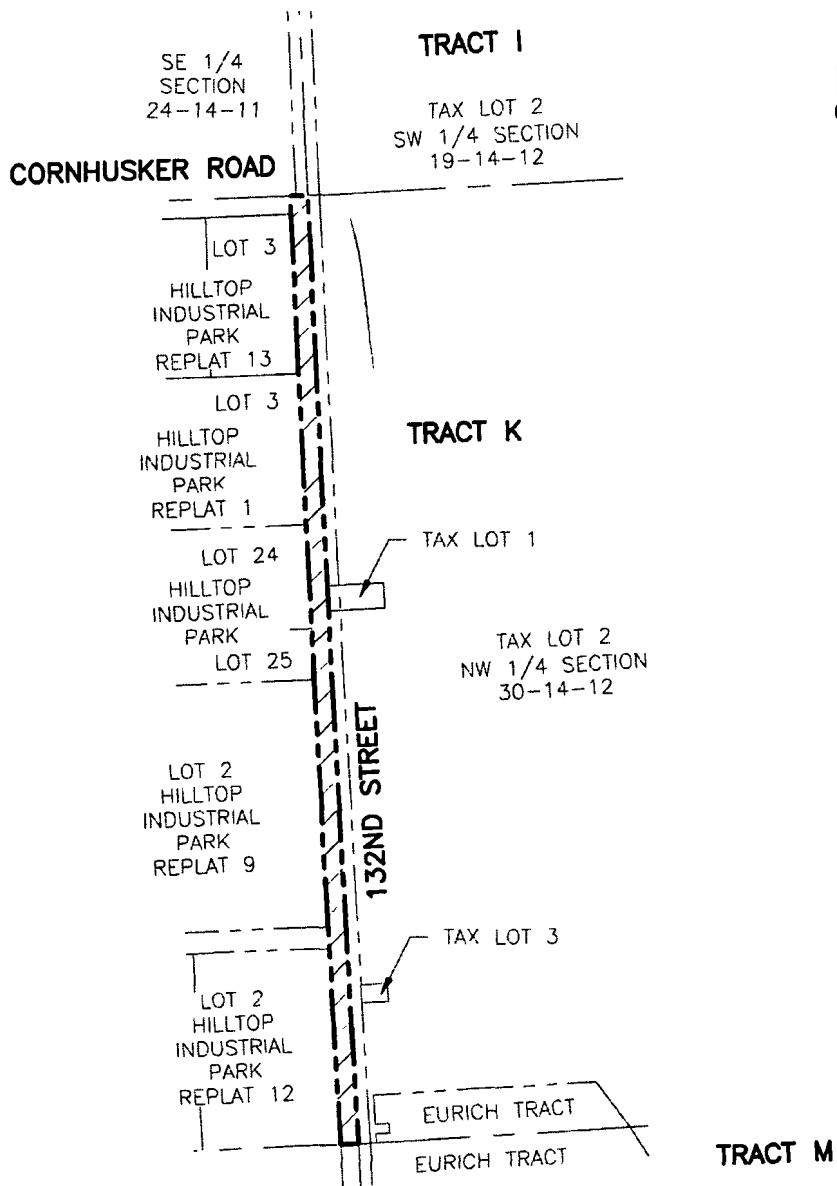 TRACT I
SE 1/4
SECTION
24-14-11
TAX LOT 2
SW 1/4 SECTION
19-14-12
CORNHUSKER ROAD
LOT 3
HILLTOP
INDUSTRIAL
PARK
REPLAT 13
LOT 3
TRACT K
HILLTOP
INDUSTRIAL
PARK
REPLAT 1
TAX LOT 1
LOT 24
HILLTOP
INDUSTRIAL
PARK
LOT 25
TAX LOT 2
NW 1/4 SECTION
30-14-12
132ND STREET
LOT 2
HILLTOP
INDUSTRIAL
PARK
REPLAT 9
TAX LOT 3
LOT 2
HILLTOP
INDUSTRIAL
PARK
REPLAT 12
EURICH TRACT
EURICH TRACT
TRACT M